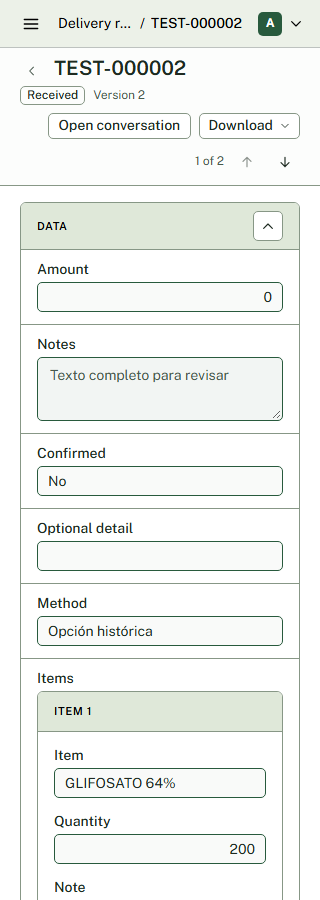 Delivery r... / TEST-000002 A
TEST-000002
Received Version 2
Open conversation Download
1 of 2
DATA
Amount
0
Notes
Texto completo para revisar
Confirmed
No
Optional detail
Method
Opción histórica
Items
ITEM 1
Item
GLIFOSATO 64%
Quantity
200
Note